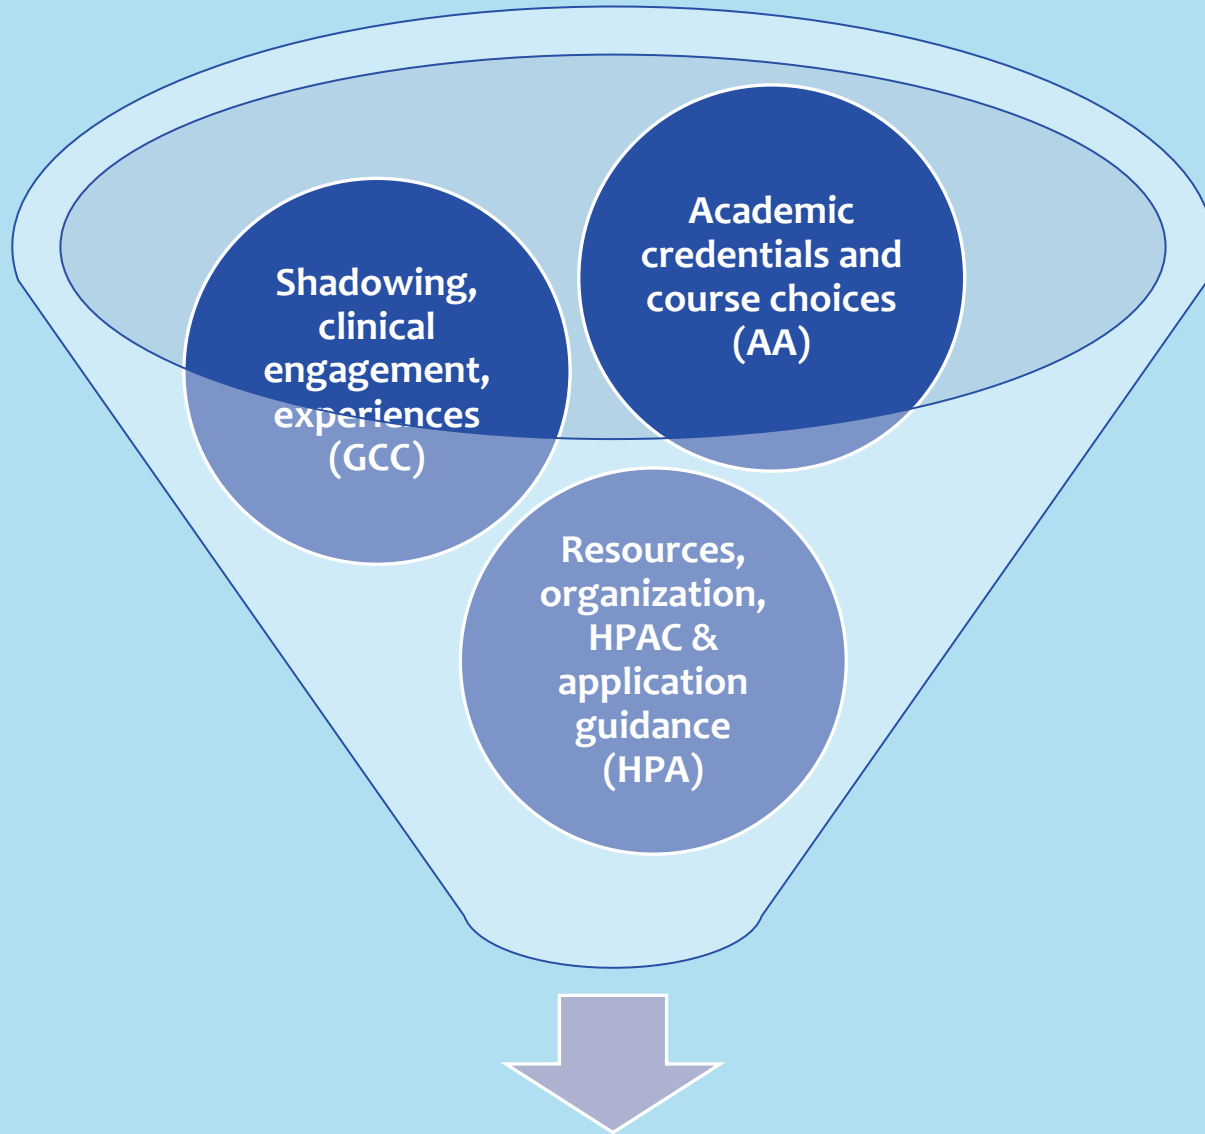 Academic
credentials and
course choices
(AA)
Shadowing,
clinical
engagement,
experiences
(GCC)
Resources,
organization,
HPAC &
application
guidance
(HPA)